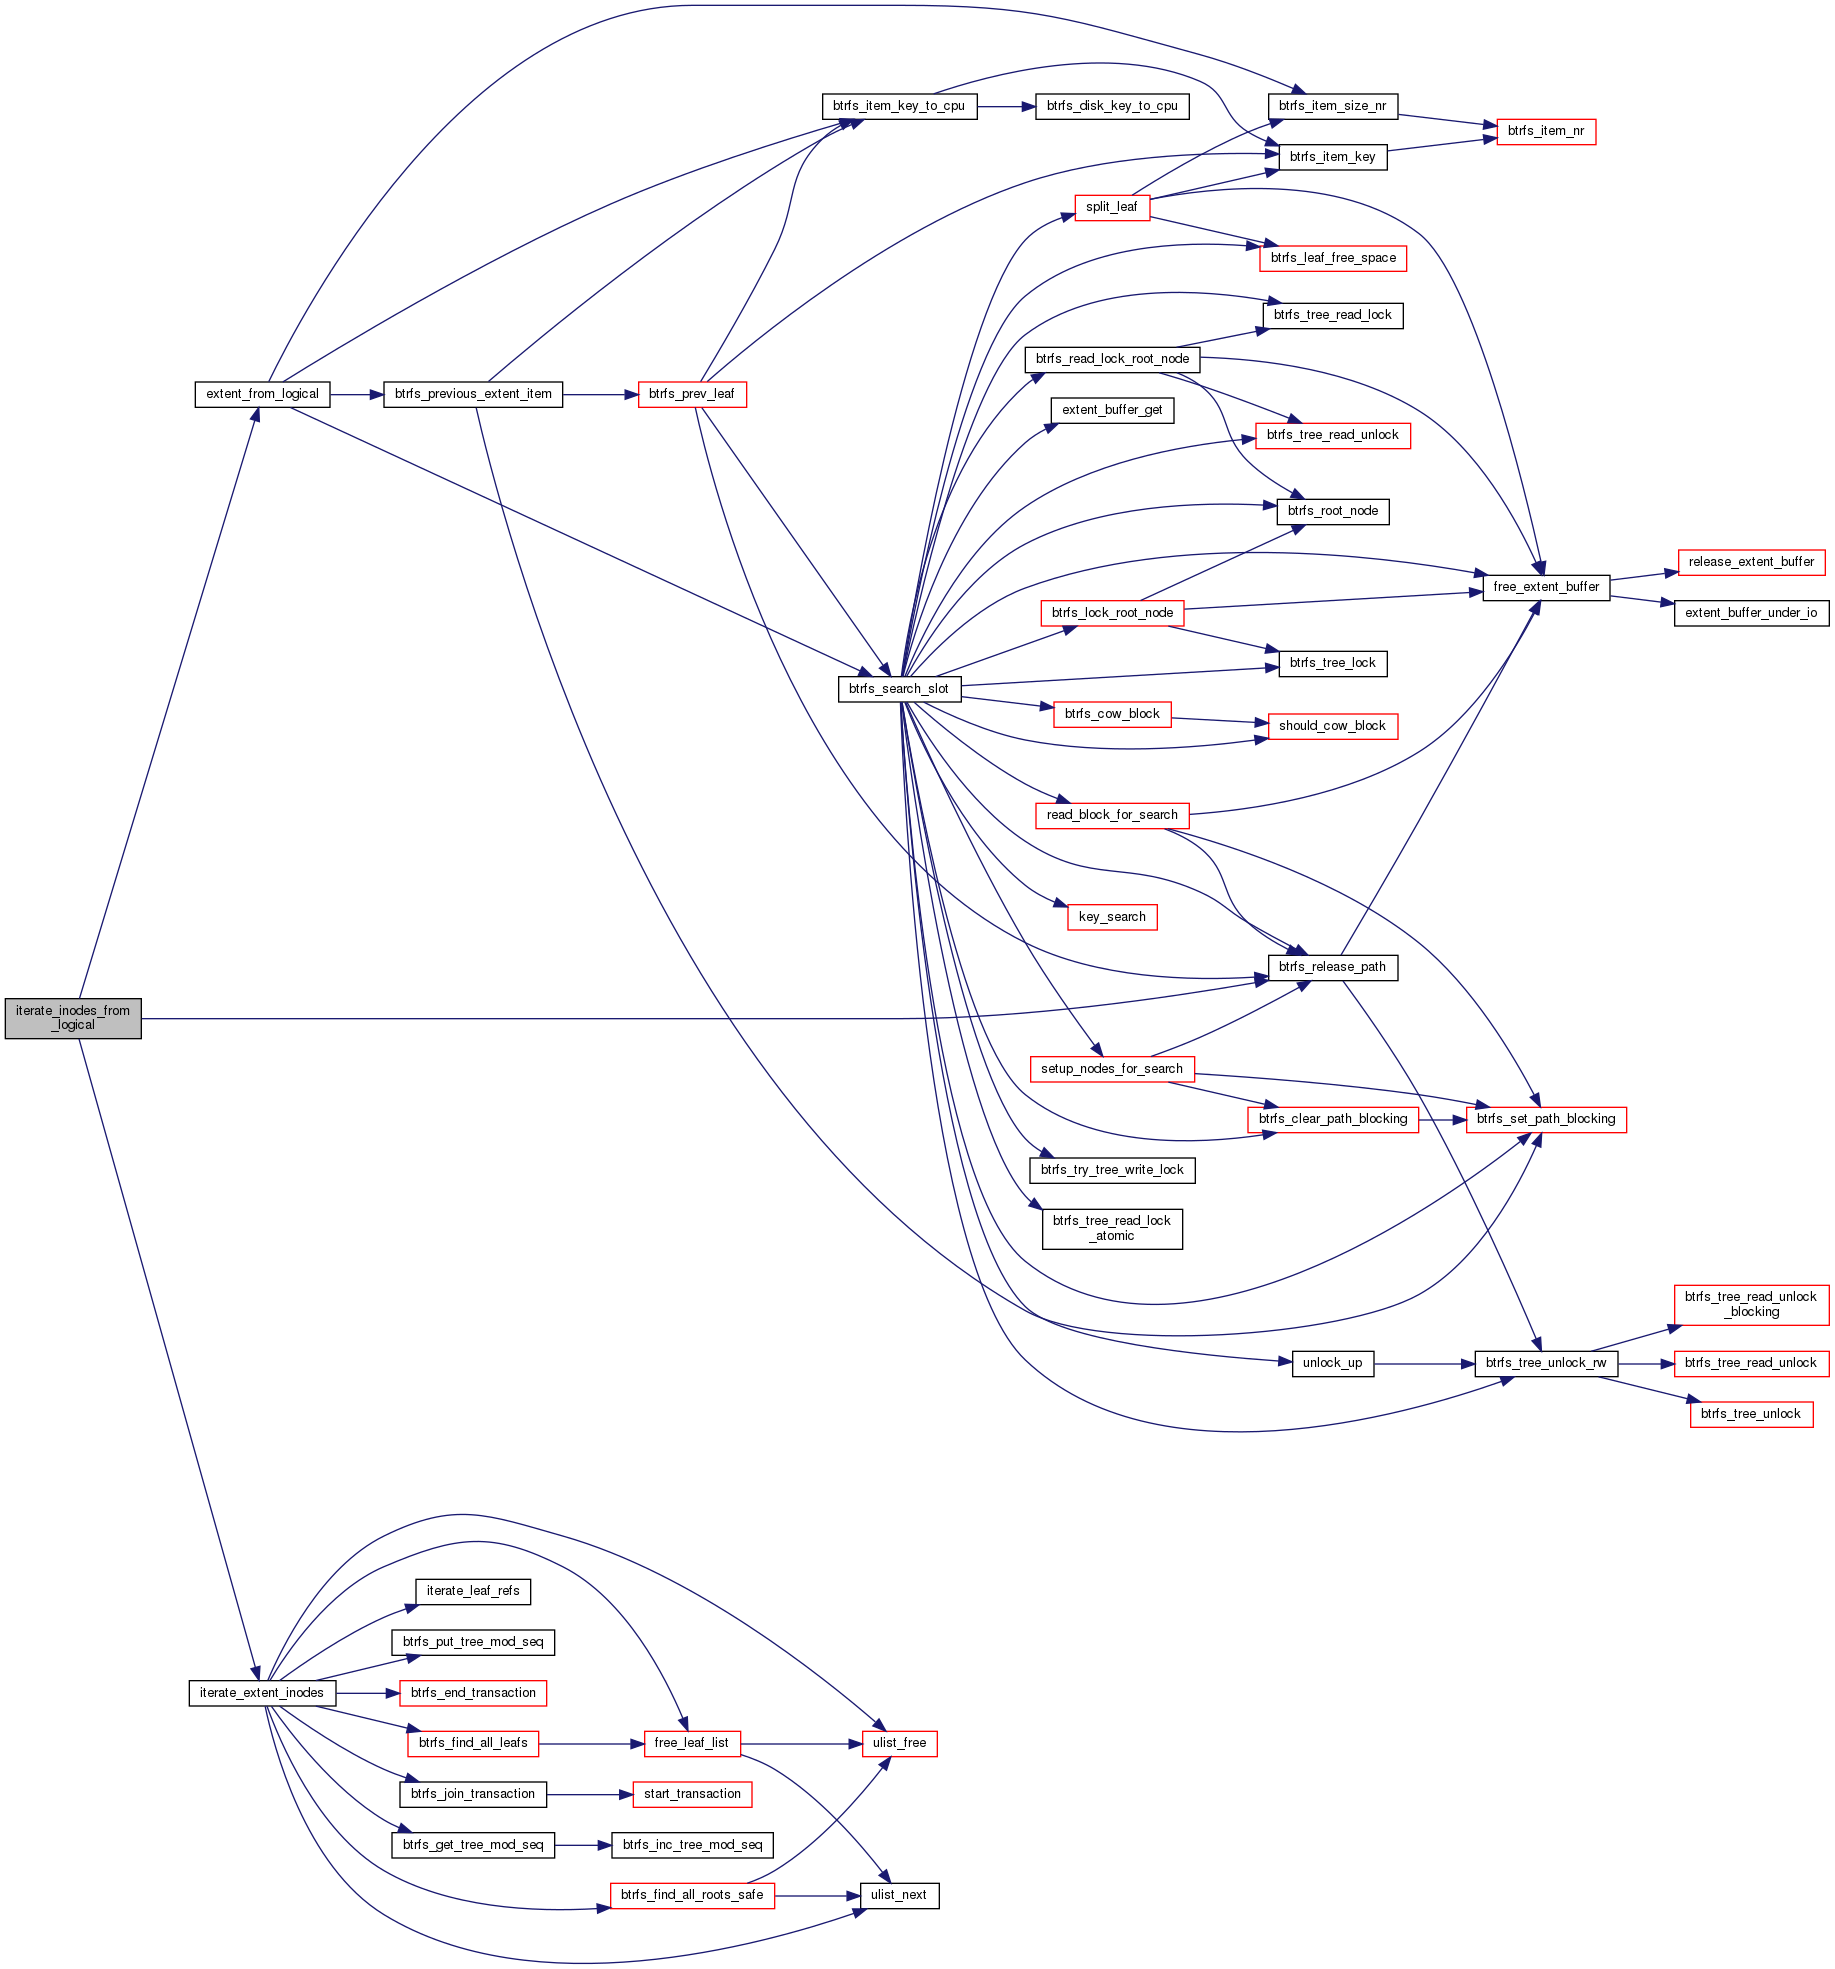 btrfs_item_key_to_cpu
btrfs_disk_key_to_cpu
btrfs_item_size_nr
btrfs_item_nr
btrfs_item_key
split_leaf
btrfs_leaf_free_space
btrfs_tree_read_lock
btrfs_read_lock_root_node
extent_from_logical
btrfs_previous_extent_item
btrfs_prev_leaf
extent_buffer_get
btrfs_tree_read_unlock
btrfs_root_node
release_extent_buffer
free_extent_buffer
btrfs_lock_root_node
extent_buffer_under_io
btrfs_tree_lock
btrfs_search_slot
btrfs_cow_block
should_cow_block
read_block_for_search
key_search
btrfs_release_path
iterate_inodes_from
_logical
setup_nodes_for_search
btrfs_clear_path_blocking
btrfs_set_path_blocking
btrfs_try_tree_write_lock
btrfs_tree_read_lock
_atomic
btrfs_tree_read_unlock
_blocking
unlock_up
btrfs_tree_unlock_rw
btrfs_tree_read_unlock
btrfs_tree_unlock
iterate_leaf_refs
btrfs_put_tree_mod_seq
iterate_extent_inodes
btrfs_end_transaction
btrfs_find_all_leafs
free_leaf_list
ulist_free
btrfs_join_transaction
start_transaction
btrfs_get_tree_mod_seq
btrfs_inc_tree_mod_seq
btrfs_find_all_roots_safe
ulist_next